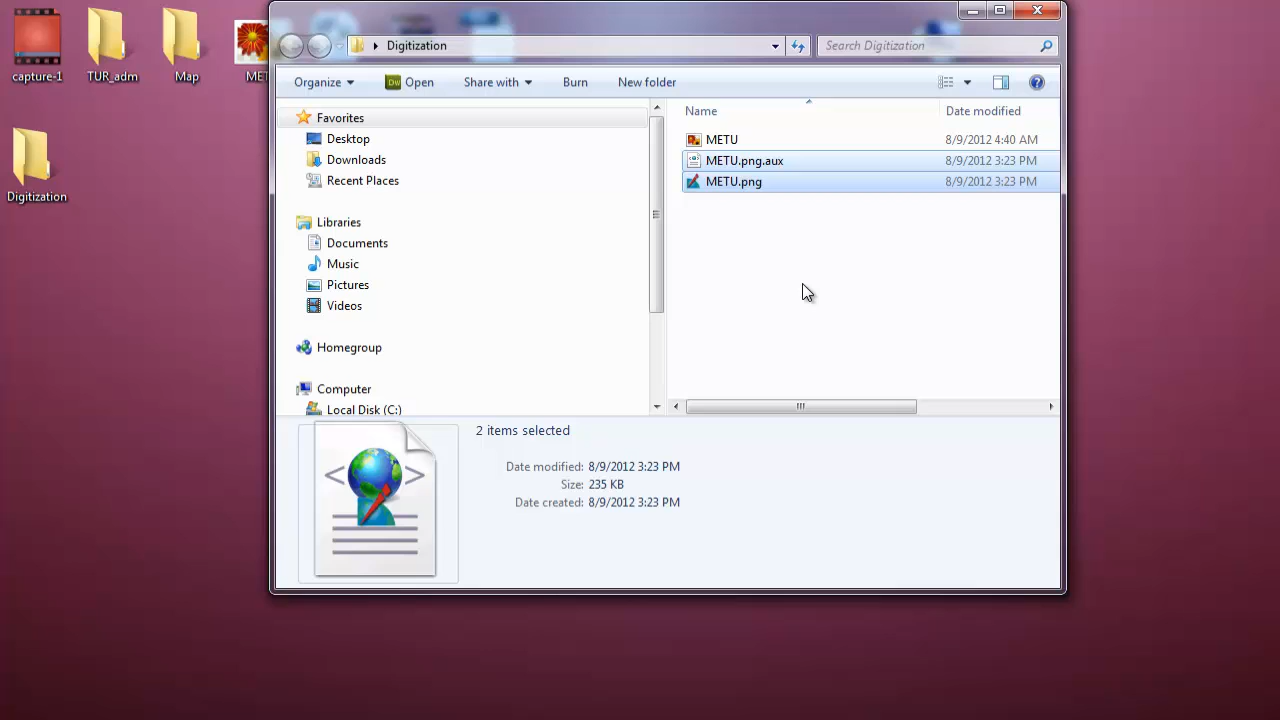 capture-1
TUR_adm
Map
MET
Digitization
Digitization
Search Digitization
Organize
Dw
Open
Share with
Burn
New folder
Favorites
Desktop
Downloads
Recent Places
Libraries
Documents
Music
Pictures
Videos
Homegroup
Computer
Local Disk (C:)
Name
Date modified
METU
8/9/2012 4:40 AM
METU.png.aux
8/9/2012 3:23 PM
METU.png
8/9/2012 3:23 PM
2 items selected
Date modified: 8/9/2012 3:23 PM
Size: 235 KB
Date created: 8/9/2012 3:23 PM